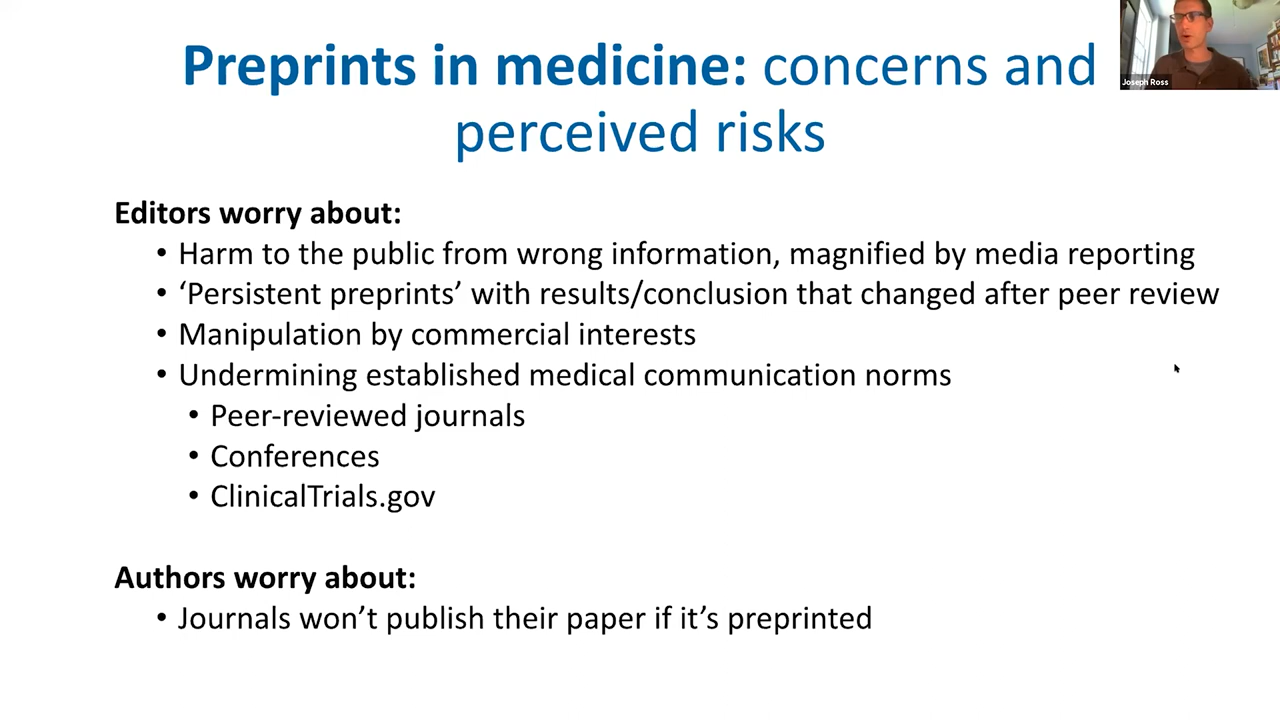 Preprints in medicine: concerns and
perceived risks
Joseph Ross
Editors worry about:
• Harm to the public from wrong information, magnified by media reporting
• ‘Persistent preprints’ with results/conclusion that changed after peer review
• Manipulation by commercial interests
• Undermining established medical communication norms
• Peer-reviewed journals
• Conferences
• ClinicalTrials.gov
Authors worry about:
• Journals won’t publish their paper if it’s preprinted